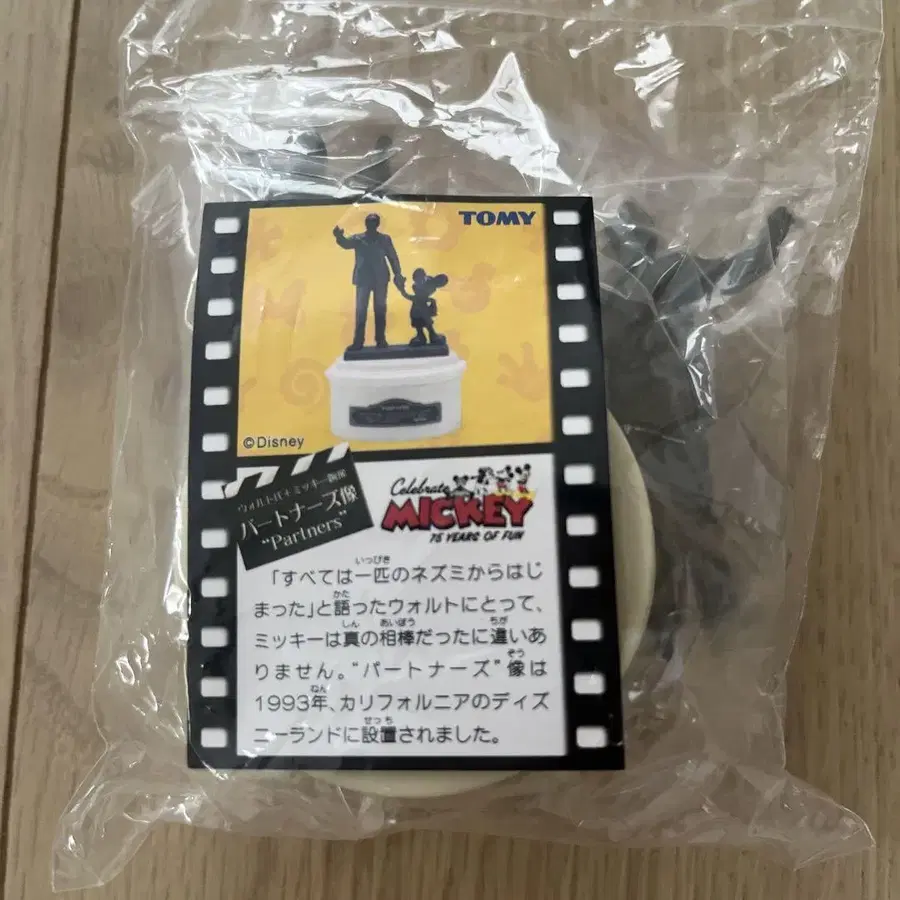 TOMY
©Disney
ウォルト氏+ミッキー銅像
パートナーズ像
"Partners"
Celebrate
MICKEY
75 YEARS OF FUN
「すべては一匹のネズミからはじ
まった」と語ったウォルトにとって、
ミッキーは真の相棒だったに違いあ
りません。"パートナーズ"像は
1993年、カリフォルニアのディズ
ニーランドに設置されました。